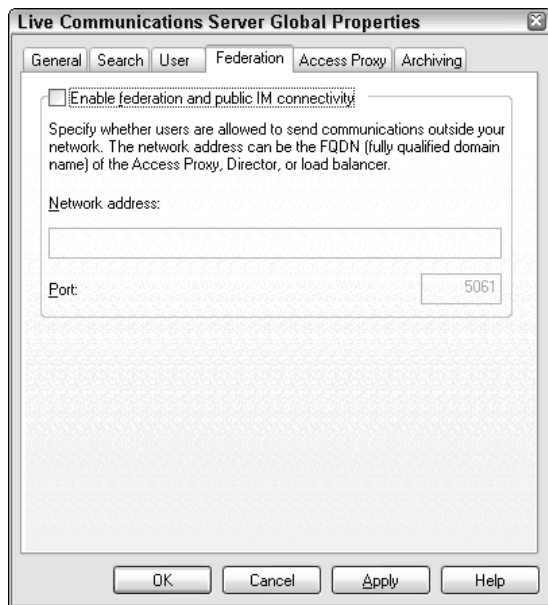 Live Communications Server Global Properties
General Search User Federation Access Proxy Archiving
Enable federation and public IM connectivity
Specify whether users are allowed to send communications outside your
network. The network address can be the FQDN (fully qualified domain
name) of the Access Proxy, Director, or load balancer.
Network address:
Port: 5061
OK Cancel Apply Help